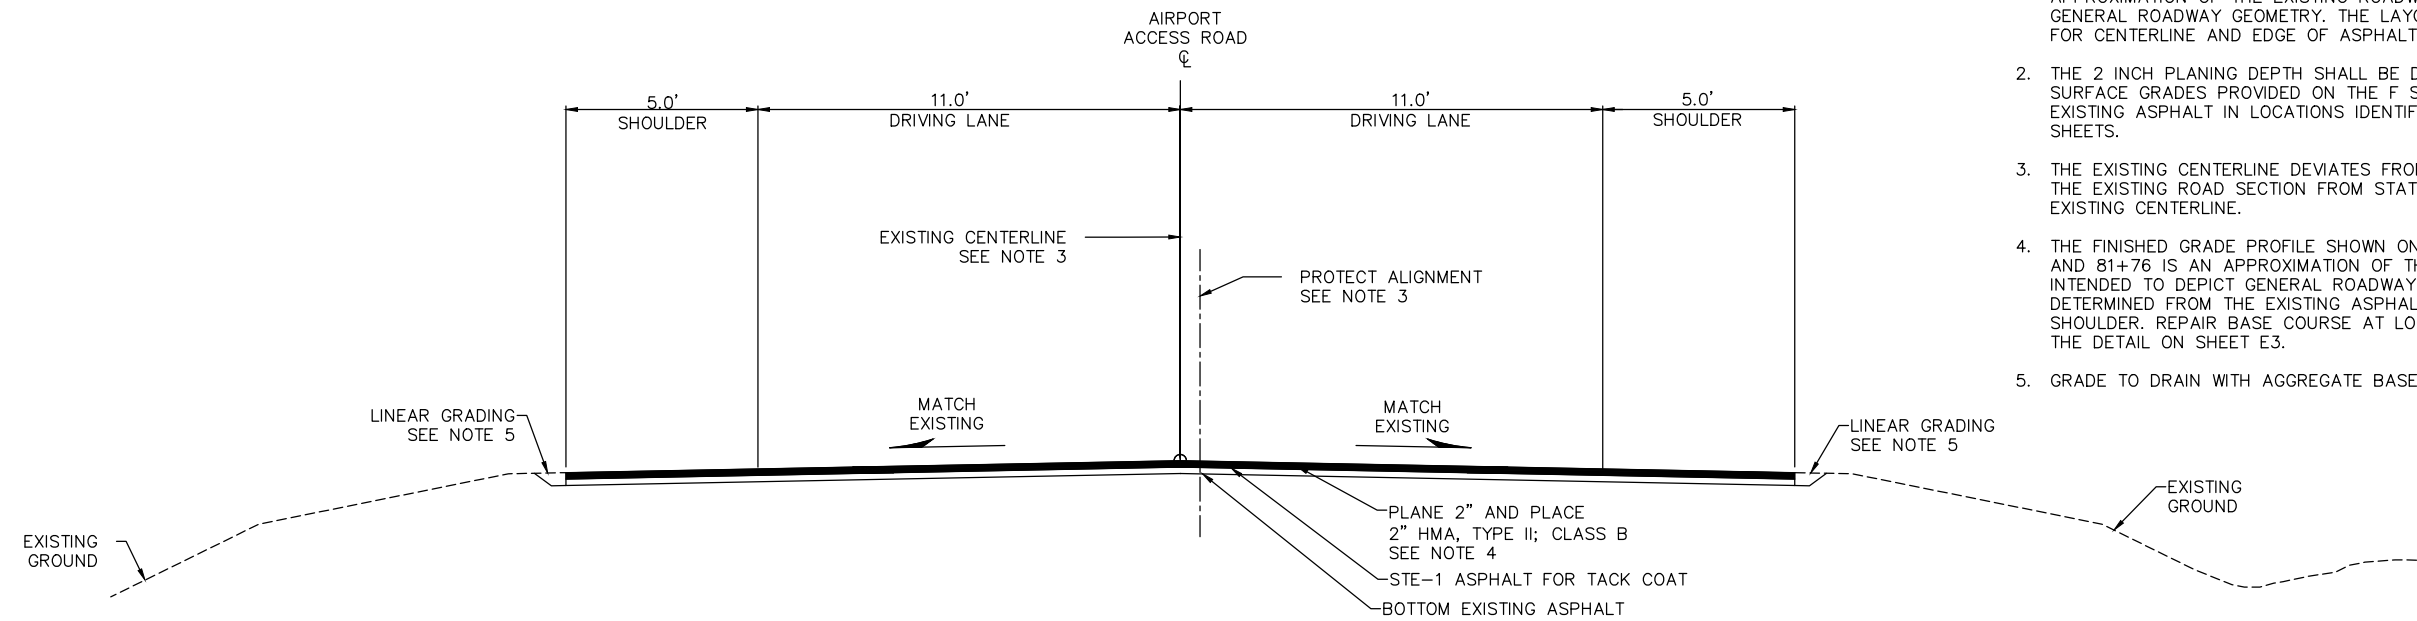 AIRPORT
ACCESS ROAD
℄
5.0'
SHOULDER
11.0'
DRIVING LANE
11.0'
DRIVING LANE
5.0'
SHOULDER
EXISTING CENTERLINE
SEE NOTE 3
PROTECT ALIGNMENT
SEE NOTE 3
MATCH
EXISTING
MATCH
EXISTING
LINEAR GRADING
SEE NOTE 5
LINEAR GRADING
SEE NOTE 5
EXISTING
GROUND
EXISTING
GROUND
PLANE 2" AND PLACE
2" HMA, TYPE II; CLASS B
SEE NOTE 4
STE-1 ASPHALT FOR TACK COAT
BOTTOM EXISTING ASPHALT
APPROXIMATION OF THE EXISTING
GENERAL ROADWAY GEOMETRY. THE
FOR CENTERLINE AND EDGE OF ASPHALT
2. THE 2 INCH PLANING DEPTH SHALL BE
SURFACE GRADES PROVIDED ON THE F
EXISTING ASPHALT IN LOCATIONS
SHEETS.
3. THE EXISTING CENTERLINE DEVIATES
THE EXISTING ROAD SECTION FROM
EXISTING CENTERLINE.
4. THE FINISHED GRADE PROFILE SHOWN ON
AND 81+76 IS AN APPROXIMATION OF
INTENDED TO DEPICT GENERAL ROADWAY
DETERMINED FROM THE EXISTING
SHOULDER. REPAIR BASE COURSE AT
THE DETAIL ON SHEET E3.
5. GRADE TO DRAIN WITH AGGREGATE BASE